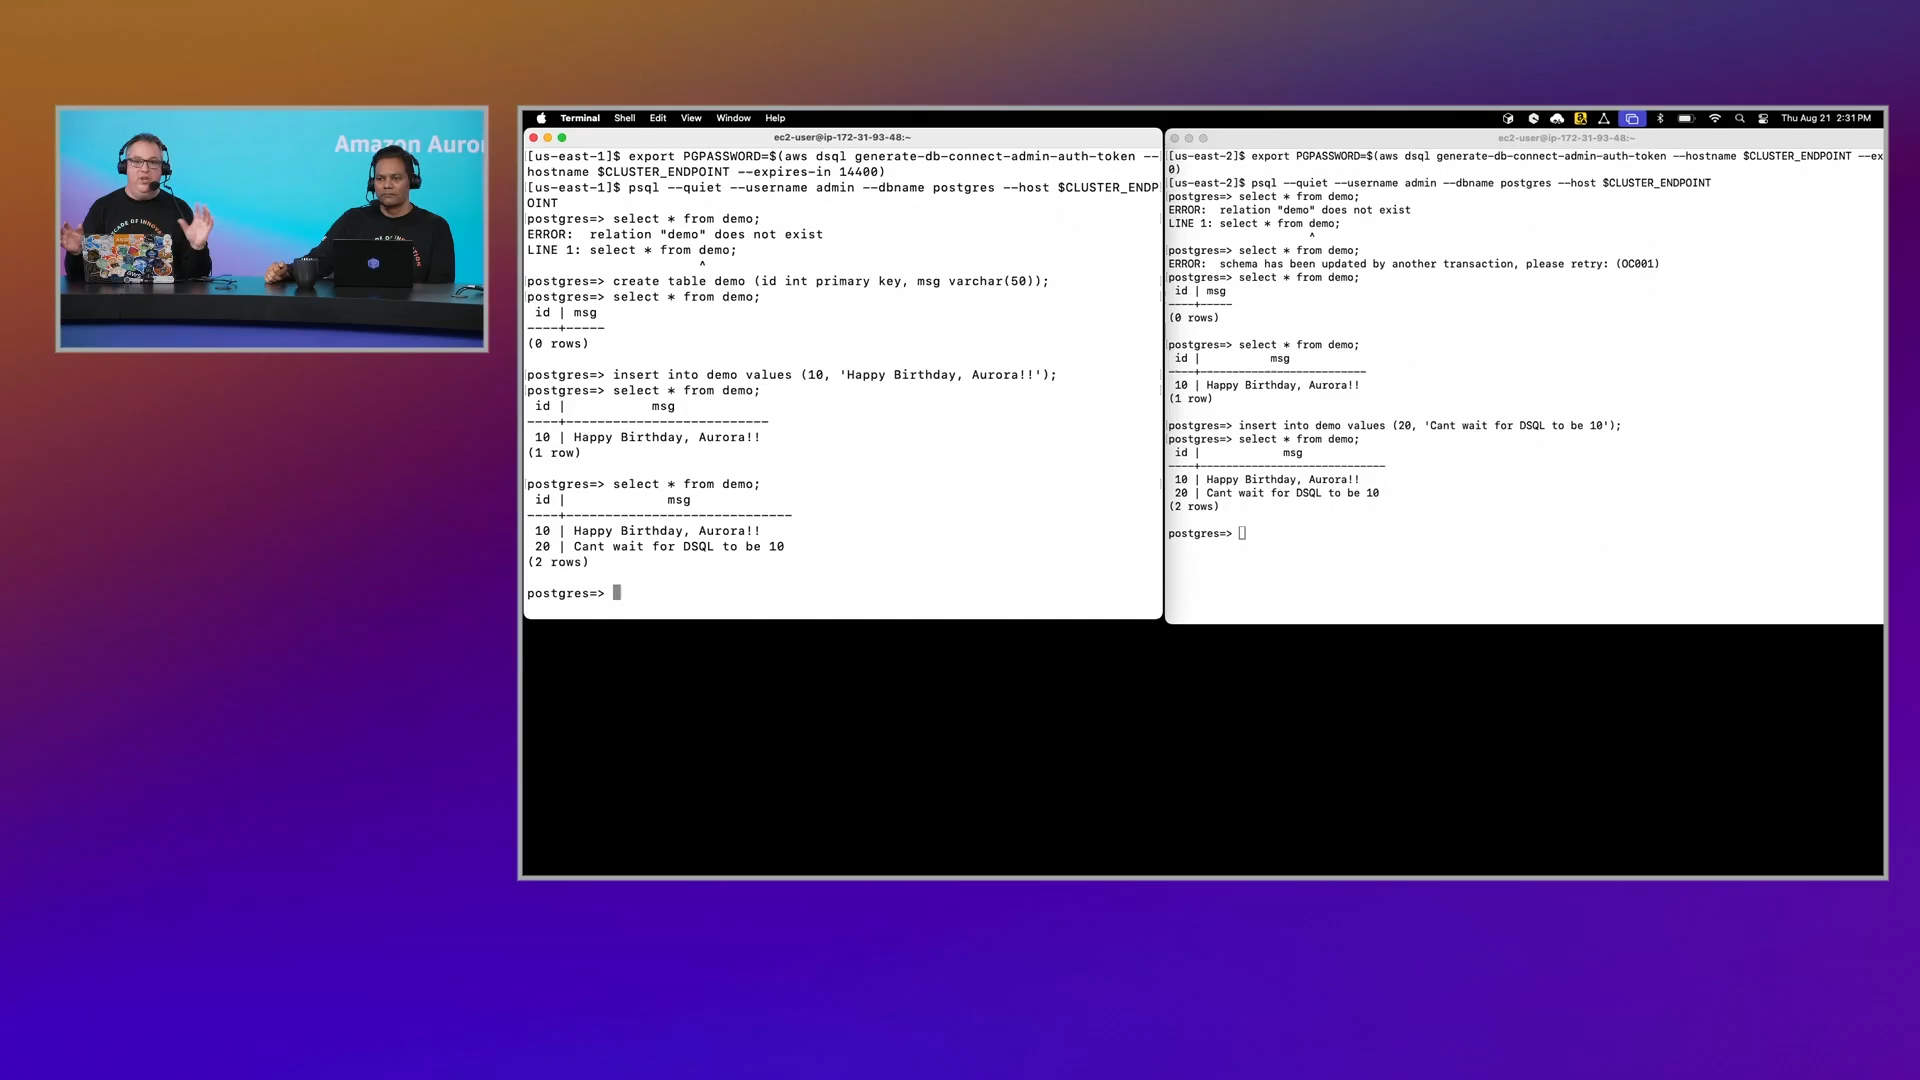 Amazon Auror
DECADE OF INNOVA
Terminal Shell Edit View Window Help
Thu Aug 21 2:31 PM
ec2-user@ip-172-31-93-48:~
[us-east-1]$ export PGPASSWORD=$(aws dsql generate-db-connect-admin-auth-token --
hostname $CLUSTER_ENDPOINT --expires-in 14400)
[us-east-1]$ psql --quiet --username admin --dbname postgres --host $CLUSTER_ENDP
OINT
postgres=> select * from demo;
ERROR:  relation "demo" does not exist
LINE 1: select * from demo;
^
postgres=> create table demo (id int primary key, msg varchar(50));
postgres=> select * from demo;
id | msg
----+-----
(0 rows)
postgres=> insert into demo values (10, 'Happy Birthday, Aurora!!');
postgres=> select * from demo;
id | msg
----+--------------------------
10 | Happy Birthday, Aurora!!
(1 row)
postgres=> select * from demo;
id | msg
----+-----------------------------
10 | Happy Birthday, Aurora!!
20 | Cant wait for DSQL to be 10
(2 rows)
postgres=>
ec2-user@ip-172-31-93-48:~
[us-east-2]$ export PGPASSWORD=$(aws dsql generate-db-connect-admin-auth-token --hostname $CLUSTER_ENDPOINT --ex
0)
[us-east-2]$ psql --quiet --username admin --dbname postgres --host $CLUSTER_ENDPOINT
postgres=> select * from demo;
ERROR:  relation "demo" does not exist
LINE 1: select * from demo;
^
postgres=> select * from demo;
ERROR:  schema has been updated by another transaction, please retry: (OC001)
postgres=> select * from demo;
id | msg
----+-----
(0 rows)
postgres=> select * from demo;
id | msg
----+--------------------------
10 | Happy Birthday, Aurora!!
(1 row)
postgres=> insert into demo values (20, 'Cant wait for DSQL to be 10');
postgres=> select * from demo;
id | msg
----+-----------------------------
10 | Happy Birthday, Aurora!!
20 | Cant wait for DSQL to be 10
(2 rows)
postgres=>